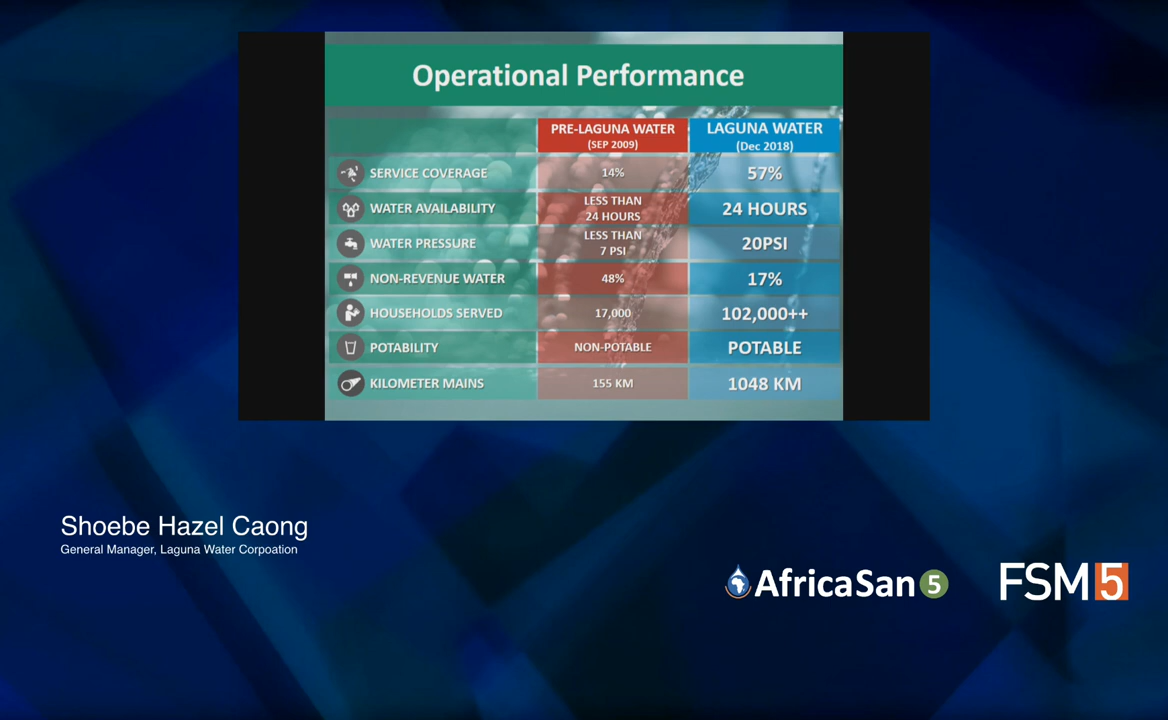 Operational Performance
PRE-LAGUNA WATER
(SEP 2009)
LAGUNA WATER
(Dec 2018)
SERVICE COVERAGE
14%
57%
WATER AVAILABILITY
LESS THAN
24 HOURS
24 HOURS
WATER PRESSURE
LESS THAN
7 PSI
20PSI
NON-REVENUE WATER
48%
17%
HOUSEHOLDS SERVED
17,000
102,000++
POTABILITY
NON-POTABLE
POTABLE
KILOMETER MAINS
155 KM
1048 KM
Shoebe Hazel Caong
General Manager, Laguna Water Corpoation
AfricaSan 5
FSM5